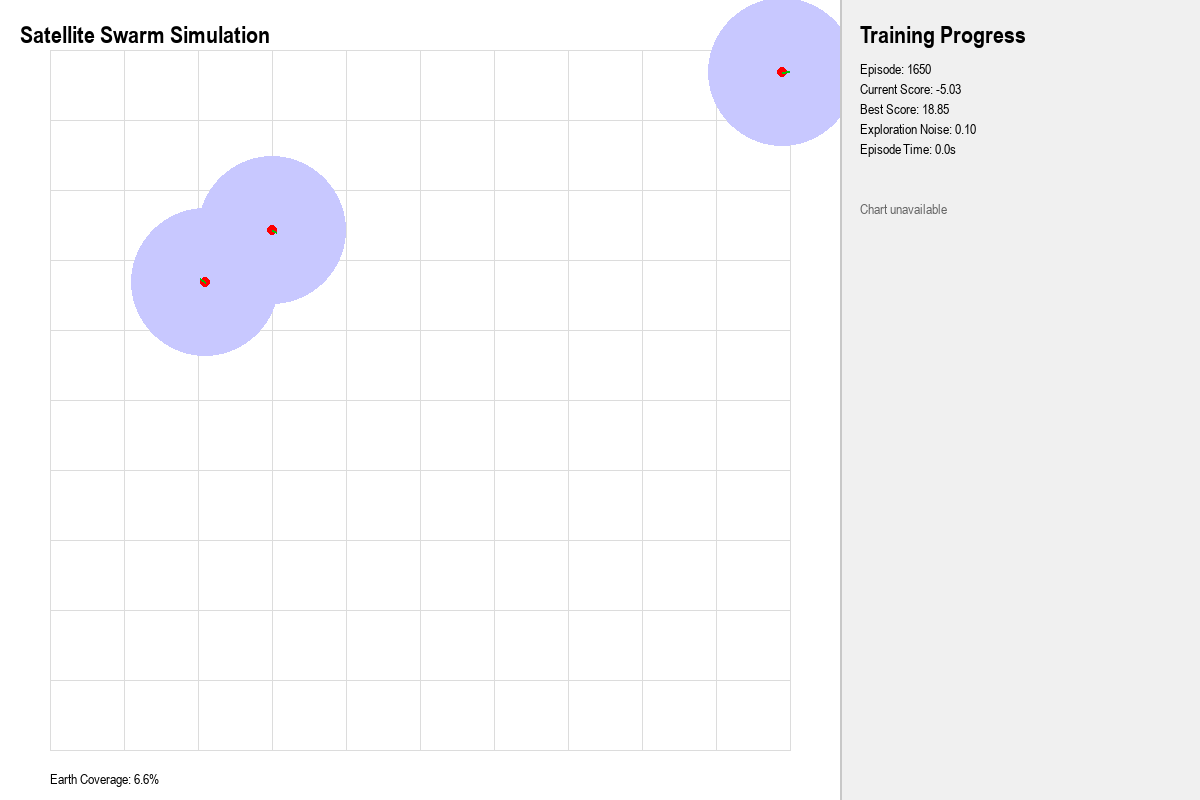 Satellite Swarm Simulation
Training Progress
Episode: 1650
Current Score: -5.03
Best Score: 18.85
Exploration Noise: 0.10
Episode Time: 0.0s
Chart unavailable
Earth Coverage: 6.6%